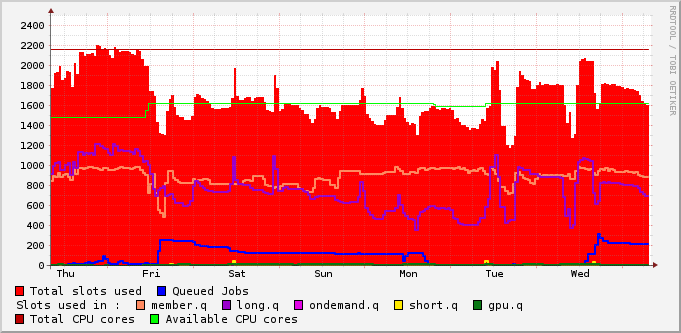 2400
2200
2000
1800
1600
1400
1200
1000
800
600
400
200
0
Thu Fri Sat Sun Mon Tue Wed
Total slots used Queued Jobs
Slots used in : member.q long.q ondemand.q short.q gpu.q
Total CPU cores Available CPU cores
RRDTOOL / TOBI OETIKER